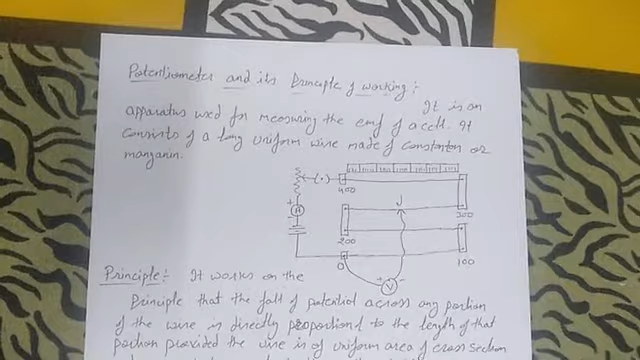 Potentiometer and its Principle of working :-
It is an
apparatus used for measuring the emf of a cell. It
consists of a long uniform wire made of constantan or
manganin.
+
( • )
400
A
J
300
200
0
100
+ V -
Principle :- It works on the
Principle that the fall of potential across any portion
of the wire is directly proportional to the length of that
portion provided the wire is of uniform area of cross section